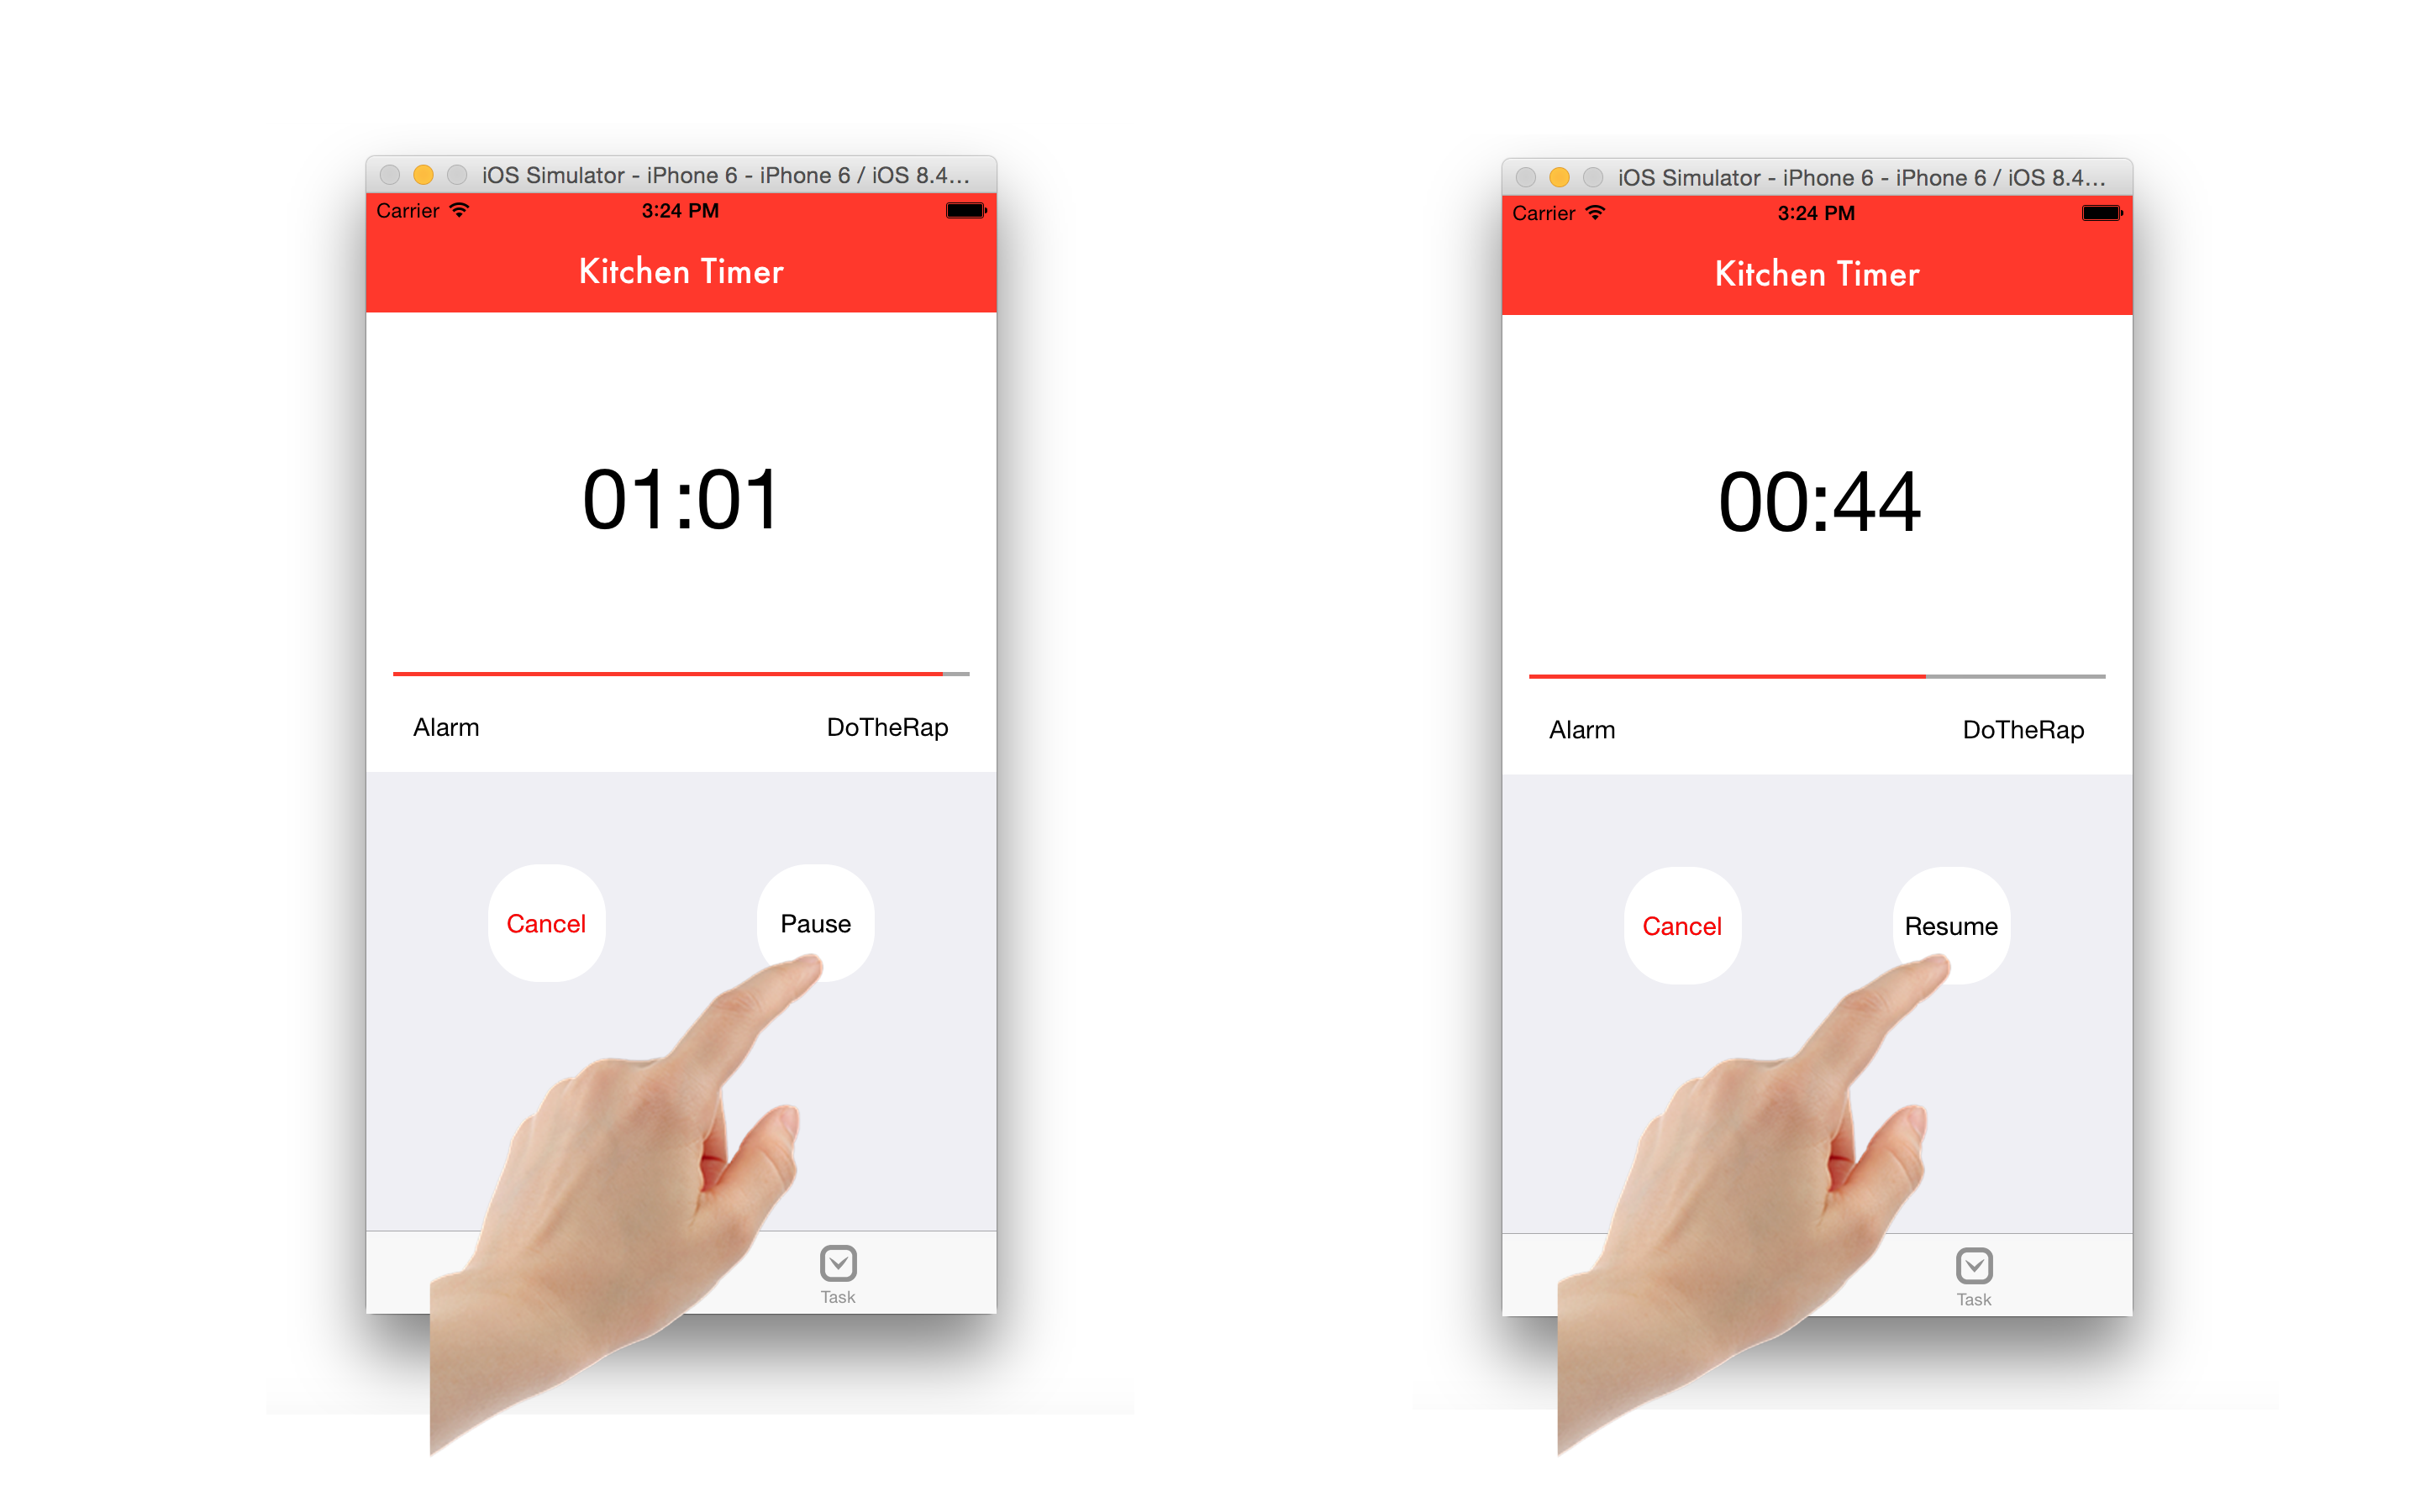 iOS Simulator - iPhone 6 - iPhone 6 / iOS 8.4...
Carrier 3:24 PM
Kitchen Timer
01:01
Alarm DoTheRap
Cancel Pause
Task
iOS Simulator - iPhone 6 - iPhone 6 / iOS 8.4...
Carrier 3:24 PM
Kitchen Timer
00:44
Alarm DoTheRap
Cancel Resume
Task